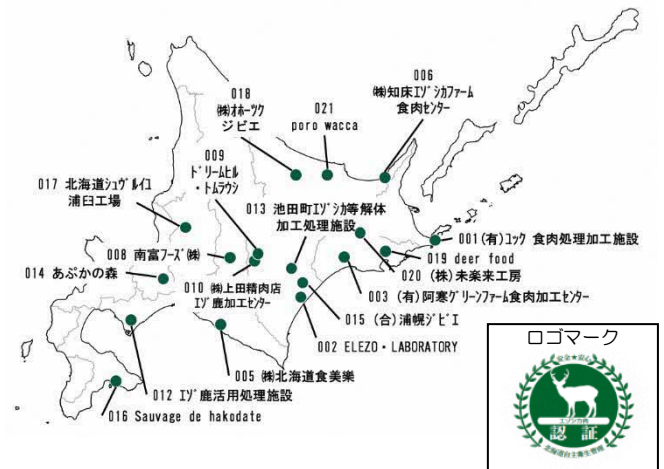 018
㈱ｵﾎｰﾂｸ
ジビエ
021
poro wacca
006
㈱知床ｴｿﾞｼｶﾌｧｰﾑ
食肉ｾﾝﾀｰ
009
ﾄﾞﾘｰﾑﾋﾙ
・ﾄﾑﾗｳｼ
017 北海道ｼｭｳﾞﾙｲﾕ
浦臼工場
013 池田町ｴｿﾞｼｶ等解体
加工処理施設
001(有)ｺｯｸ 食肉処理加工施設
008 南富ﾌｰｽﾞ㈱
019 deer food
014 あぷかの森
020 (株)未楽来工房
010 ㈱上田精肉店
ｴｿﾞ鹿加工ｾﾝﾀｰ
003 (有)阿寒ｸﾞﾘｰﾝﾌｧｰﾑ食肉加工ｾﾝﾀｰ
015 (合)浦幌ｼﾞﾋﾞｴ
002 ELEZO・LABORATORY
005 ㈱北海道食美樂
012 ｴｿﾞ鹿活用処理施設
016 Sauvage de hakodate
ロゴマーク
安全★安心
エゾシカ肉
認証
北海道自主衛生管理